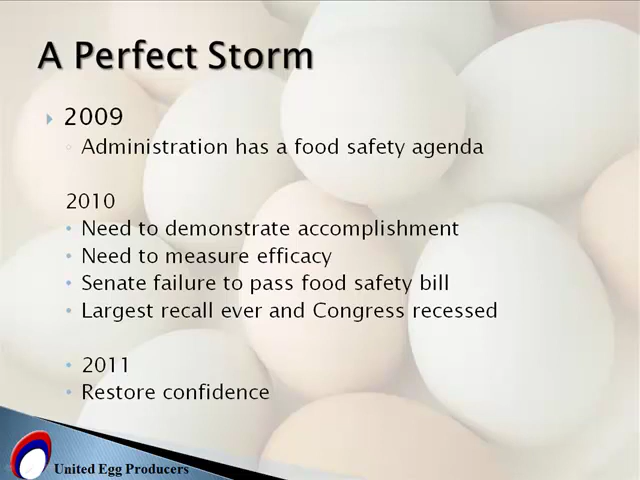 A Perfect Storm
2009
Administration has a food safety agenda
2010
Need to demonstrate accomplishment
Need to measure efficacy
Senate failure to pass food safety bill
Largest recall ever and Congress recessed
2011
Restore confidence
United Egg Producers